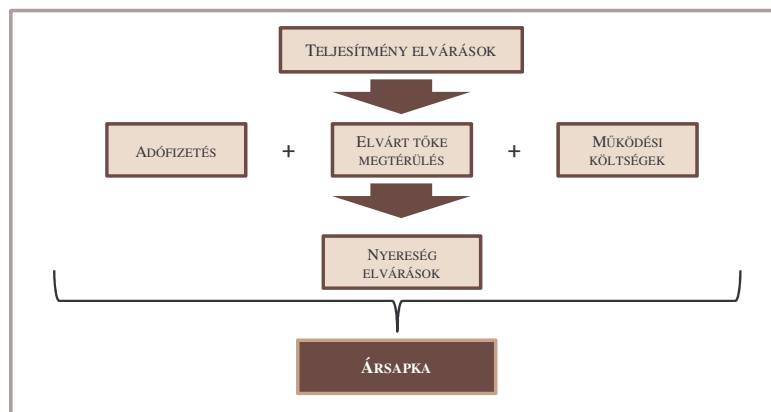 TELJESÍTMÉNY ELVÁRÁSOK
ADÓFIZETÉS
+
ELVÁRT TŐKE
MEGTÉRÜLÉS
+
MŰKÖDÉSI
KÖLTSÉGEK
NYERESÉG
ELVÁRÁSOK
ÁRSAPKA